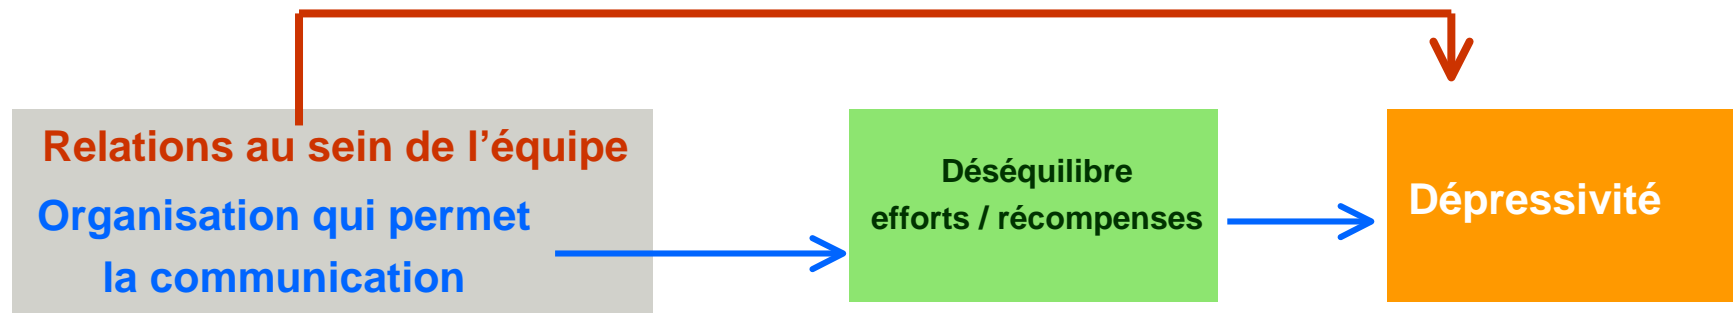 Relations au sein de l’équipe
Organisation qui permet
la communication
Déséquilibre
efforts / récompenses
Dépressivité